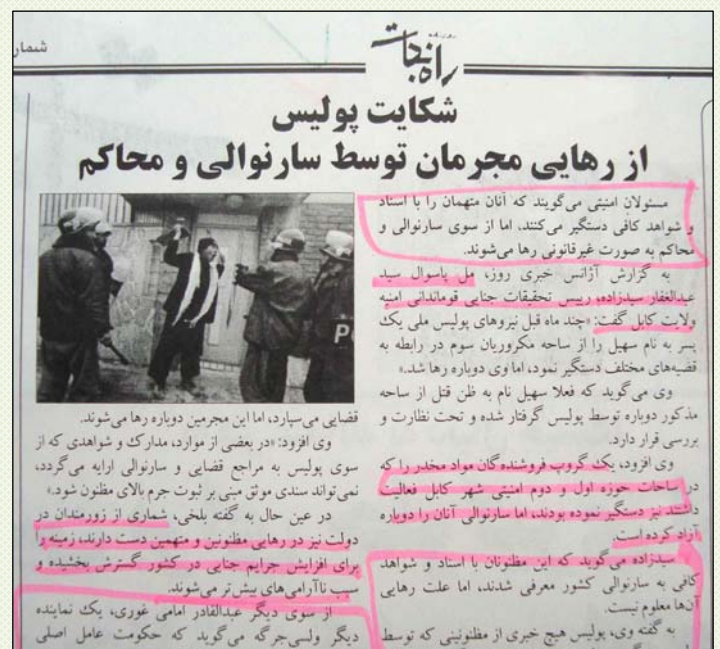 شمار
راه نجات
شکایت پولیس
از رهایی مجرمان توسط سارنوالی و محاکم
مسئولان امنیتی می‌گویند که آنان متهمان را با اسناد
و شواهد کافی دستگیر می‌کنند، اما از سوی سارنوالی و
محاکم به صورت غیرقانونی رها می‌شوند.
به گزارش آژانس خبری روز، مل پاسوال سید
عبدالغفار سیدزاده، رییس تحقیقات جنایی قوماندانی امنیه
ولایت کابل گفت: «چند ماه قبل نیروهای پولیس ملی یک
پسر به نام سهیل را از ساحه مکروریان سوم در رابطه به
قضیه‌های مختلف دستگیر نمود، اما وی دوباره رها شد.»
وی می‌گوید که فعلا سهیل نام به ظن قتل از ساحه
مذکور دوباره توسط پولیس گرفتار شده و تحت نظارت و
بررسی قرار دارد.
وی افزود، یک گروپ فروشنده‌گان مواد مخدر را که
در ساحات حوزه اول و دوم امنیتی شهر کابل فعالیت
داشتند نیز دستگیر نموده بودند، اما سارنوالی آنان را دوباره
آزاد کرده است.
سیدزاده می‌گوید که این مظنونان با اسناد و شواهد
کافی به سارنوالی کشور معرفی شدند، اما علت رهایی
آن‌ها معلوم نیست.
به گفته وی، پولیس هیچ خبری از مظنونینی که توسط
قضایی می‌سپارد، اما این مجرمین دوباره رها می‌شوند.
وی افزود: «در بعضی از موارد، مدارک و شواهدی که از
سوی پولیس به مراجع قضایی و سارنوالی ارایه می‌گردد،
نمی‌تواند سندی موثق مبنی بر ثبوت جرم بالای مظنون شود.»
در عین حال به گفته بلخی، شماری از زورمندان در
دولت نیز در رهایی مظنونین و متهمین دست دارند، زمینه را
برای افزایش جرایم جنایی در کشور گسترش بخشیده و
سبب ناآرامی‌های بیش‌تر می‌شوند.
از سوی دیگر عبدالقادر امامی غوری، یک نماینده
دیگر ولسی‌جرگه می‌گوید که حکومت عامل اصلی
PO